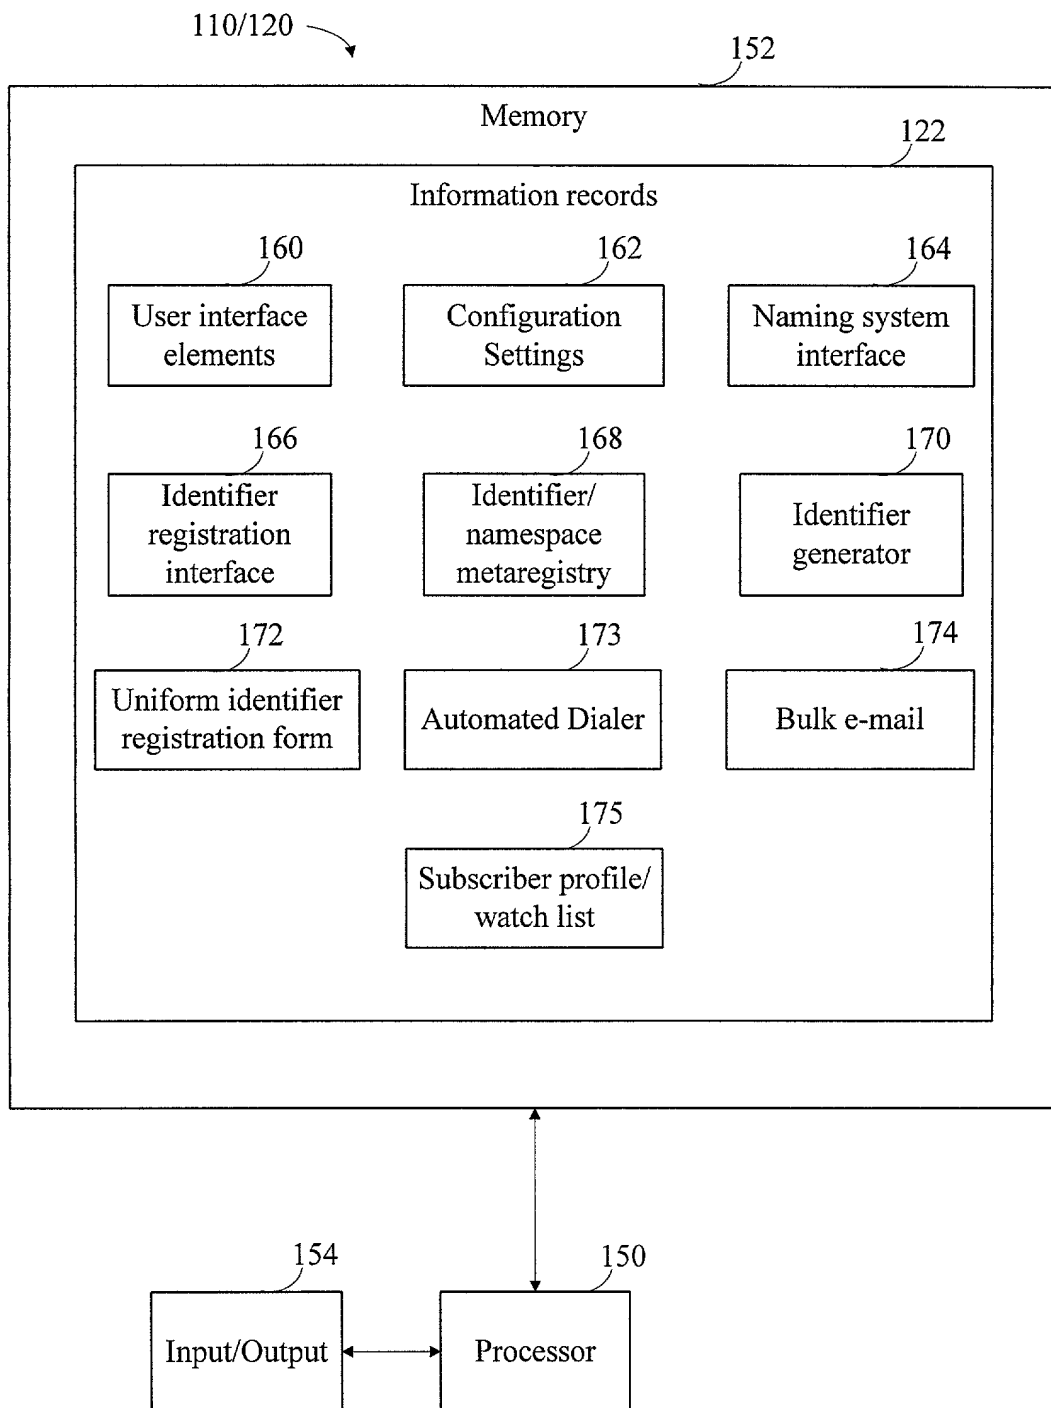 110/120
152
Memory
122
Information records
160
User interface
elements
162
Configuration
Settings
164
Naming system
interface
166
Identifier
registration
interface
168
Identifier/
namespace
metaregistry
170
Identifier
generator
172
Uniform identifier
registration form
173
Automated Dialer
174
Bulk e-mail
175
Subscriber profile/
watch list
154
Input/Output
150
Processor